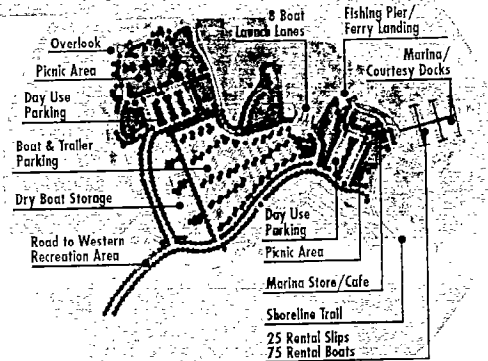 Overlook
Picnic Area
Day Use
Parking
Boat & Trailer
Parking
Dry Boat Storage
Road to Western
Recreation Area
8 Boat
Launch Lanes
Fishing Pier/
Ferry Landing
Marina/
Courtesy Docks
Day Use
Parking
Picnic Area
Marina Store/Cafe
Shoreline Trail
25 Rental Slips
75 Rental Boats